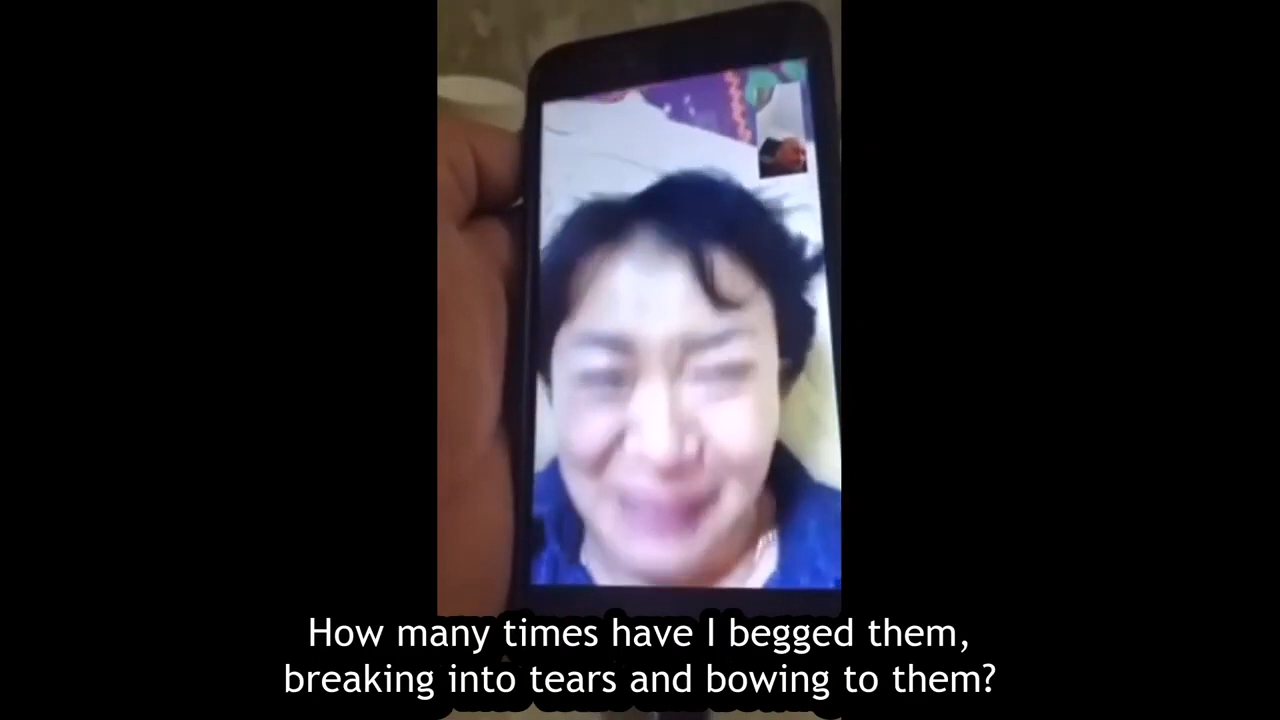 How many times have I begged them,
breaking into tears and bowing to them?